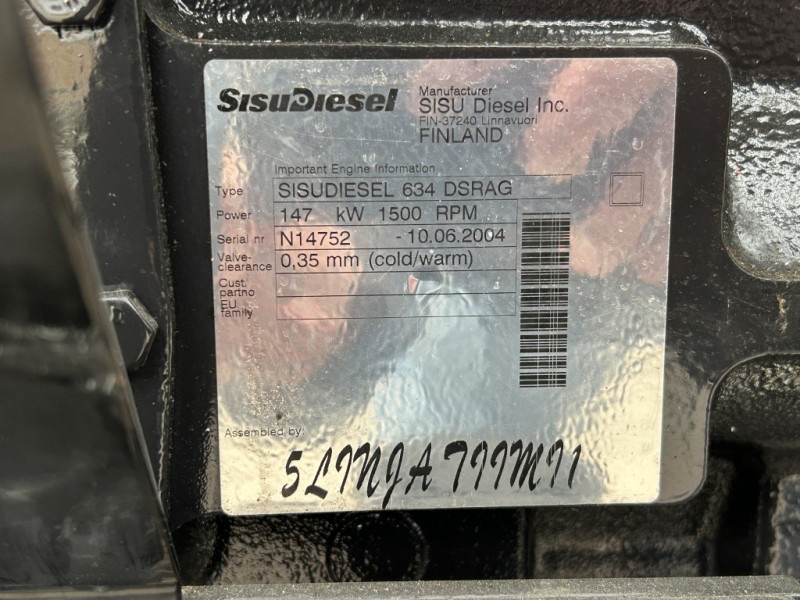 SISUDIESEL
Manufacturer
SISU Diesel Inc.
FIN-37240 Linnavuori
FINLAND
Important Engine Information
Type SISUDIESEL 634 DSRAG
Power 147 kW 1500 RPM
Serial nr N14752 - 10.06.2004
Valve-
clearance 0,35 mm (cold/warm)
Cust.
partno
EU
family
Assembled by:
5LINJA TIIMI1